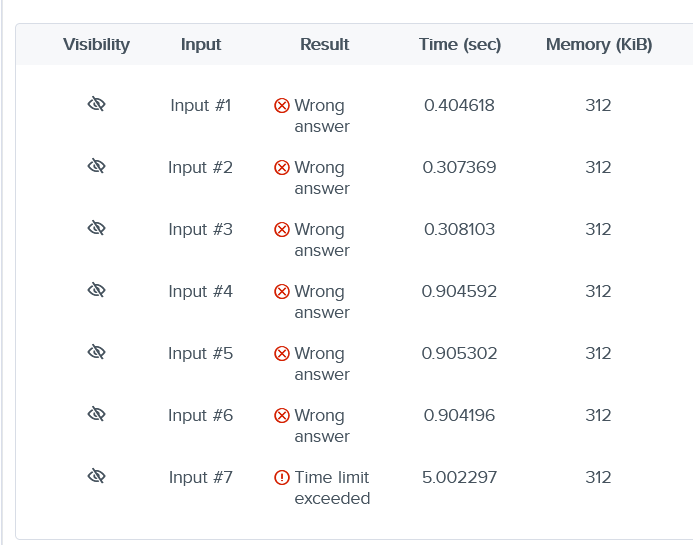 Visibility Input Result Time (sec) Memory (KiB)
Input #1 Wrong answer 0.404618 312
Input #2 Wrong answer 0.307369 312
Input #3 Wrong answer 0.308103 312
Input #4 Wrong answer 0.904592 312
Input #5 Wrong answer 0.905302 312
Input #6 Wrong answer 0.904196 312
Input #7 Time limit exceeded 5.002297 312